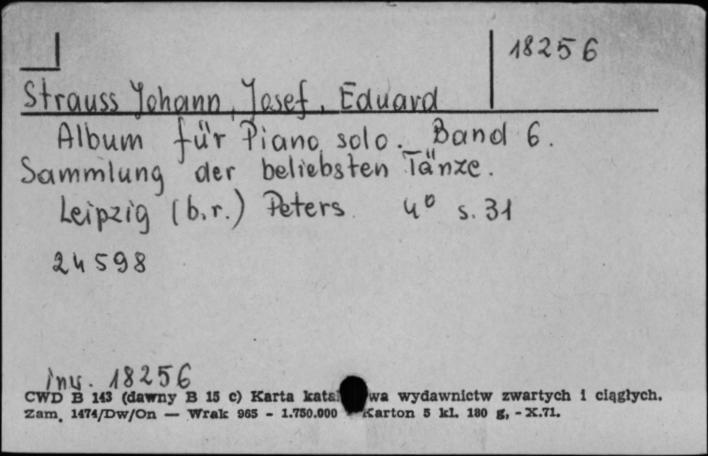 18256
Strauss Johann, Josef, Eduard
Album für Piano solo. Band 6.
Sammlung der beliebsten Tänze.
Leipzig (b.r.) Peters. 4° s. 31
24598
inw. 18256
CWD B 143 (dawny B 15 c) Karta katal wa wydawnictw zwartych i ciągłych.
Zam. 1474/Dw/On — Wrak 965 - 1.750.000 Karton 5 kl. 180 g, - X.71.